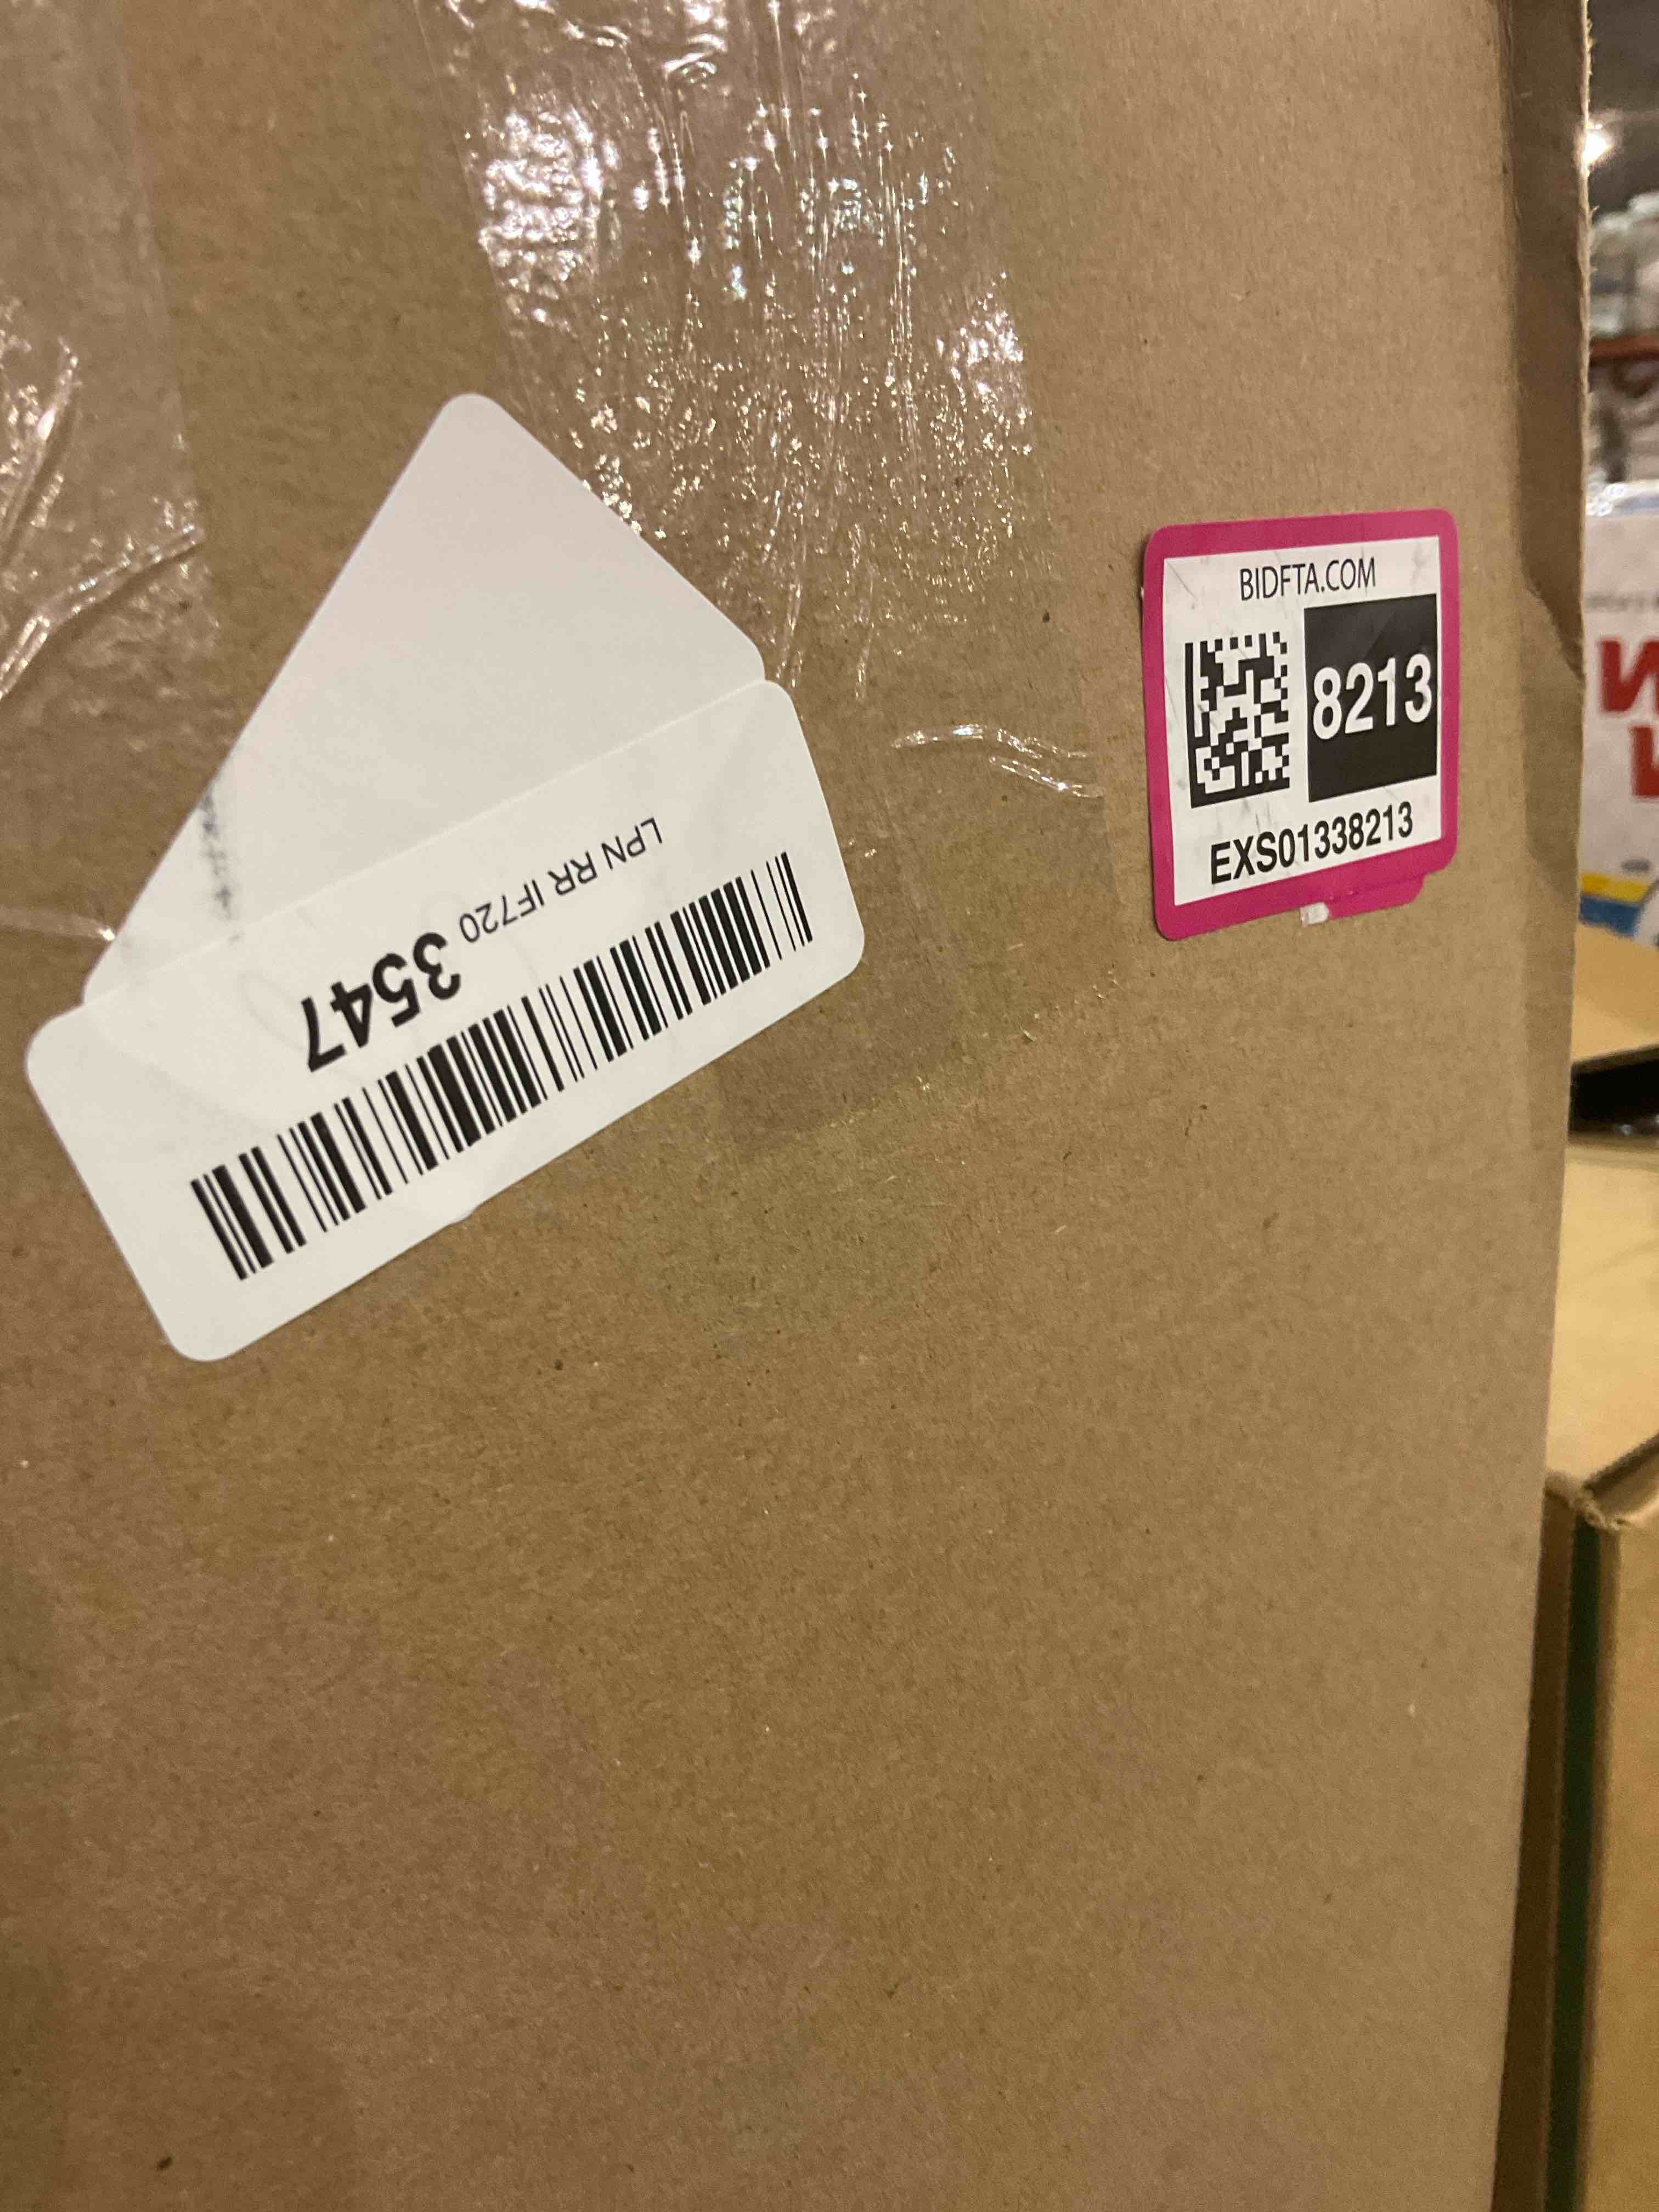 BIDFTA.COM
8213
EXS01338213
LPN RR IF720 3547